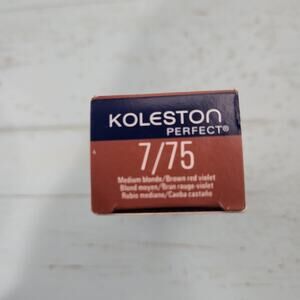 KOLESTON
PERFECT®
7/75
Medium blonde/Brown red violet
Blond moyen/Brun rouge-violet
Rubio mediano/Caoba castaño